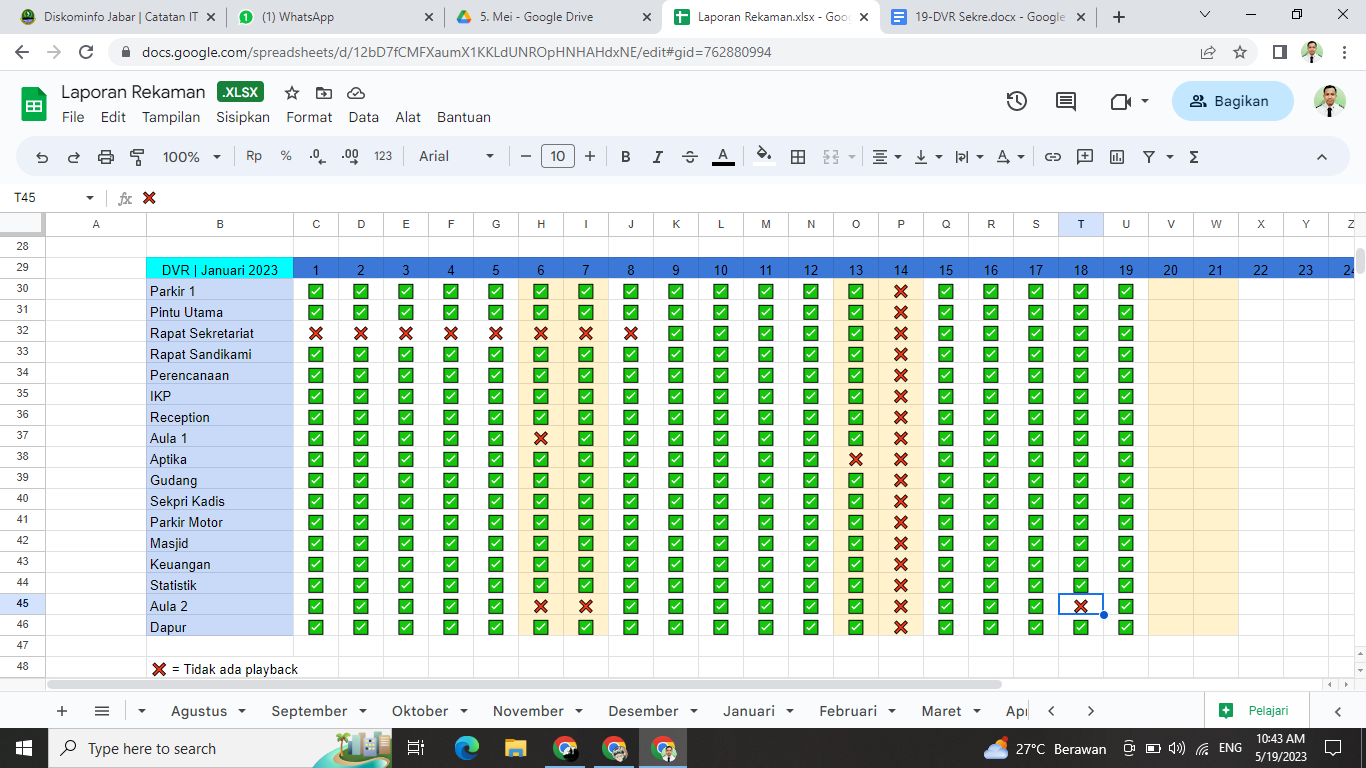 Diskominfo Jabar | Catatan IT
(1) WhatsApp
5. Mei - Google Drive
Laporan Rekaman.xlsx - Goo
19-DVR Sekre.docx - Google
docs.google.com/spreadsheets/d/12bD7fCMFXaumX1KKLdUNROpHNHAHdxNE/edit#gid=762880994
Laporan Rekaman .XLSX
File Edit Tampilan Sisipkan Format Data Alat Bantuan
Bagikan
100% Rp % .0 .00 123 Arial 10 B I A
T45 fx ❌
A B C D E F G H I J K L M N O P Q R S T U V W X Y Z
28
29 DVR | Januari 2023 1 2 3 4 5 6 7 8 9 10 11 12 13 14 15 16 17 18 19 20 21 22 23 24
30 Parkir 1 ✅ ✅ ✅ ✅ ✅ ✅ ✅ ✅ ✅ ✅ ✅ ✅ ✅ ❌ ✅ ✅ ✅ ✅ ✅
31 Pintu Utama ✅ ✅ ✅ ✅ ✅ ✅ ✅ ✅ ✅ ✅ ✅ ✅ ✅ ❌ ✅ ✅ ✅ ✅ ✅
32 Rapat Sekretariat ❌ ❌ ❌ ❌ ❌ ❌ ❌ ❌ ✅ ✅ ✅ ✅ ✅ ❌ ✅ ✅ ✅ ✅ ✅
33 Rapat Sandikami ✅ ✅ ✅ ✅ ✅ ✅ ✅ ✅ ✅ ✅ ✅ ✅ ✅ ❌ ✅ ✅ ✅ ✅ ✅
34 Perencanaan ✅ ✅ ✅ ✅ ✅ ✅ ✅ ✅ ✅ ✅ ✅ ✅ ✅ ❌ ✅ ✅ ✅ ✅ ✅
35 IKP ✅ ✅ ✅ ✅ ✅ ✅ ✅ ✅ ✅ ✅ ✅ ✅ ✅ ❌ ✅ ✅ ✅ ✅ ✅
36 Reception ✅ ✅ ✅ ✅ ✅ ✅ ✅ ✅ ✅ ✅ ✅ ✅ ✅ ❌ ✅ ✅ ✅ ✅ ✅
37 Aula 1 ✅ ✅ ✅ ✅ ✅ ❌ ✅ ✅ ✅ ✅ ✅ ✅ ✅ ❌ ✅ ✅ ✅ ✅ ✅
38 Aptika ✅ ✅ ✅ ✅ ✅ ✅ ✅ ✅ ✅ ✅ ✅ ✅ ❌ ❌ ✅ ✅ ✅ ✅ ✅
39 Gudang ✅ ✅ ✅ ✅ ✅ ✅ ✅ ✅ ✅ ✅ ✅ ✅ ✅ ❌ ✅ ✅ ✅ ✅ ✅
40 Sekpri Kadis ✅ ✅ ✅ ✅ ✅ ✅ ✅ ✅ ✅ ✅ ✅ ✅ ✅ ❌ ✅ ✅ ✅ ✅ ✅
41 Parkir Motor ✅ ✅ ✅ ✅ ✅ ✅ ✅ ✅ ✅ ✅ ✅ ✅ ✅ ❌ ✅ ✅ ✅ ✅ ✅
42 Masjid ✅ ✅ ✅ ✅ ✅ ✅ ✅ ✅ ✅ ✅ ✅ ✅ ✅ ❌ ✅ ✅ ✅ ✅ ✅
43 Keuangan ✅ ✅ ✅ ✅ ✅ ✅ ✅ ✅ ✅ ✅ ✅ ✅ ✅ ❌ ✅ ✅ ✅ ✅ ✅
44 Statistik ✅ ✅ ✅ ✅ ✅ ✅ ✅ ✅ ✅ ✅ ✅ ✅ ✅ ❌ ✅ ✅ ✅ ✅ ✅
45 Aula 2 ✅ ✅ ✅ ✅ ✅ ❌ ❌ ✅ ✅ ✅ ✅ ✅ ✅ ❌ ✅ ✅ ✅ ❌ ✅
46 Dapur ✅ ✅ ✅ ✅ ✅ ✅ ✅ ✅ ✅ ✅ ✅ ✅ ✅ ❌ ✅ ✅ ✅ ✅ ✅
47
48 ❌ = Tidak ada playback
Agustus September Oktober November Desember Januari Februari Maret Apr
Pelajari
Type here to search
27°C Berawan
ENG
10:43 AM
5/19/2023